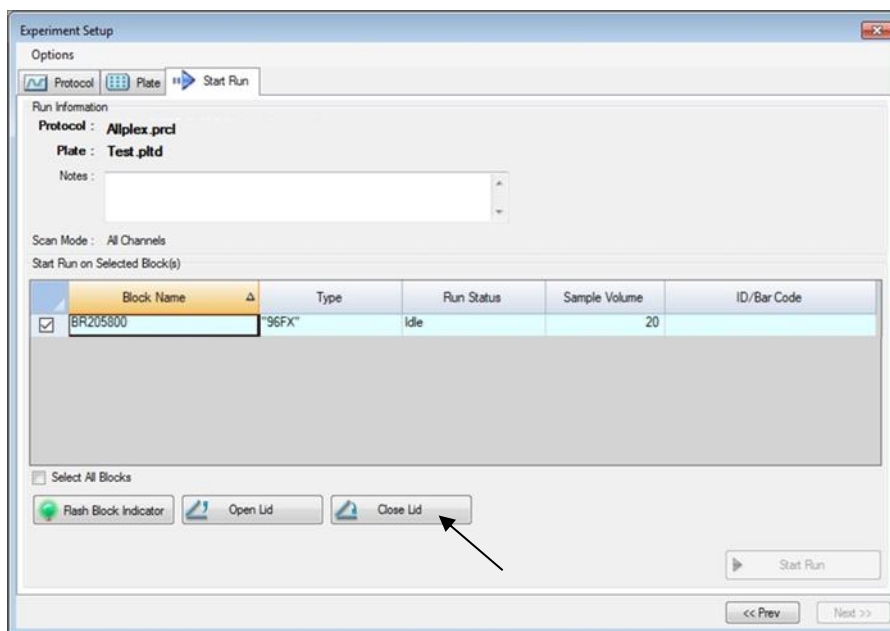 Experiment Setup
Options
Protocol Plate Start Run
Run Information
Protocol : Allplex.prcl
Plate : Test.pltd
Notes :
Scan Mode : All Channels
Start Run on Selected Block(s)
Block Name Type Run Status Sample Volume ID/Bar Code
BR205800 "96FX" Idle 20
Select All Blocks
Flash Block Indicator Open Lid Close Lid
Start Run
<< Prev Next >>